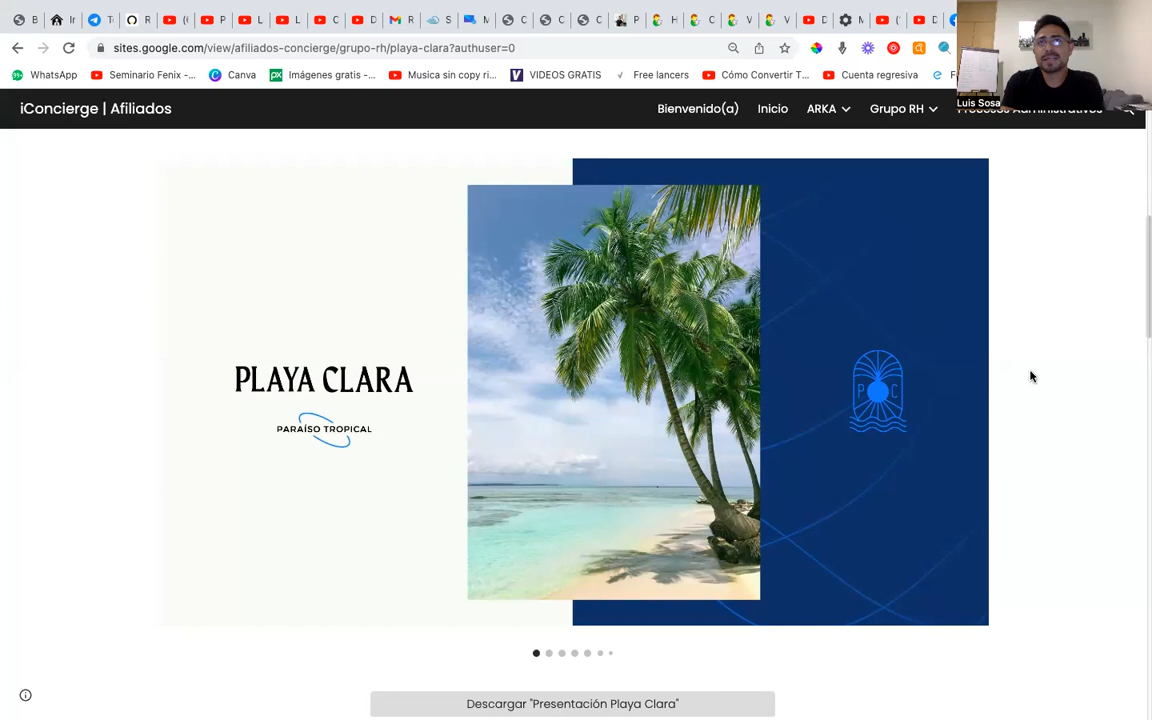 sites.google.com/view/afiliados-concierge/grupo-rh/playa-clara?authuser=0
WhatsApp
Seminario Fenix -...
Canva
Imágenes gratis -...
Musica sin copy ri...
VIDEOS GRATIS
Free lancers
Cómo Convertir T...
Cuenta regresiva
Luis Sosa
iConcierge | Afiliados
Bienvenido(a)
Inicio
ARKA
Grupo RH
PLAYA CLARA
PARAÍSO TROPICAL
P C
Descargar "Presentación Playa Clara"